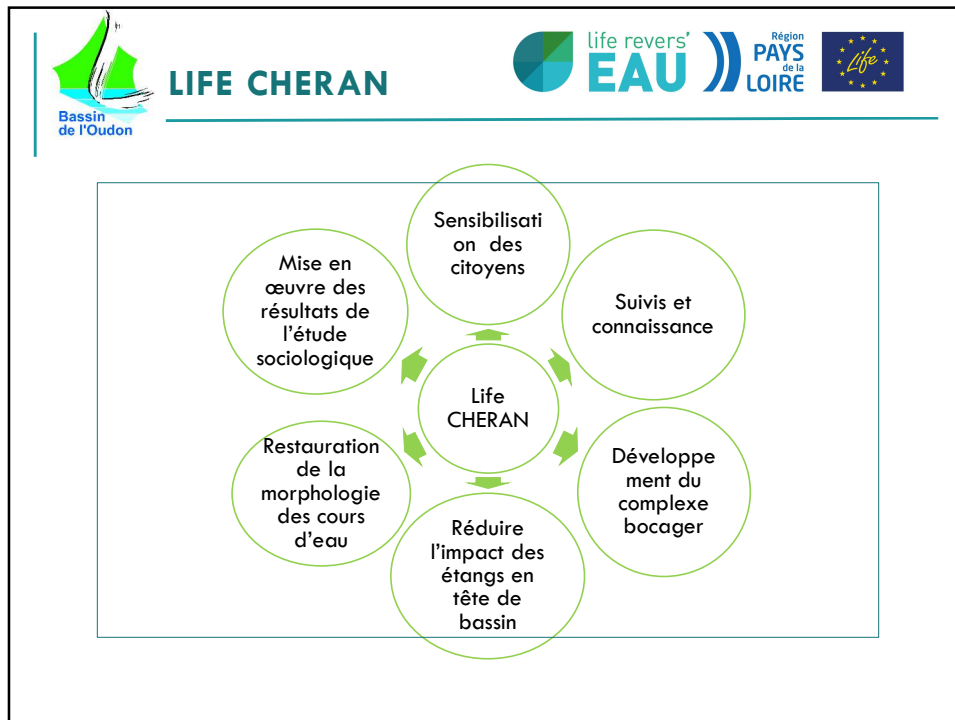 Bassin
de l'Oudon
LIFE CHERAN
life revers'
EAU
Région
PAYS
de la
LOIRE
Life
Sensibilisati
on des
citoyens
Suivis et
connaissance
Développe
ment du
complexe
bocager
Réduire
l'impact des
étangs en
tête de
bassin
Restauration
de la
morphologie
des cours
d'eau
Mise en
œuvre des
résultats de
l'étude
sociologique
Life
CHERAN